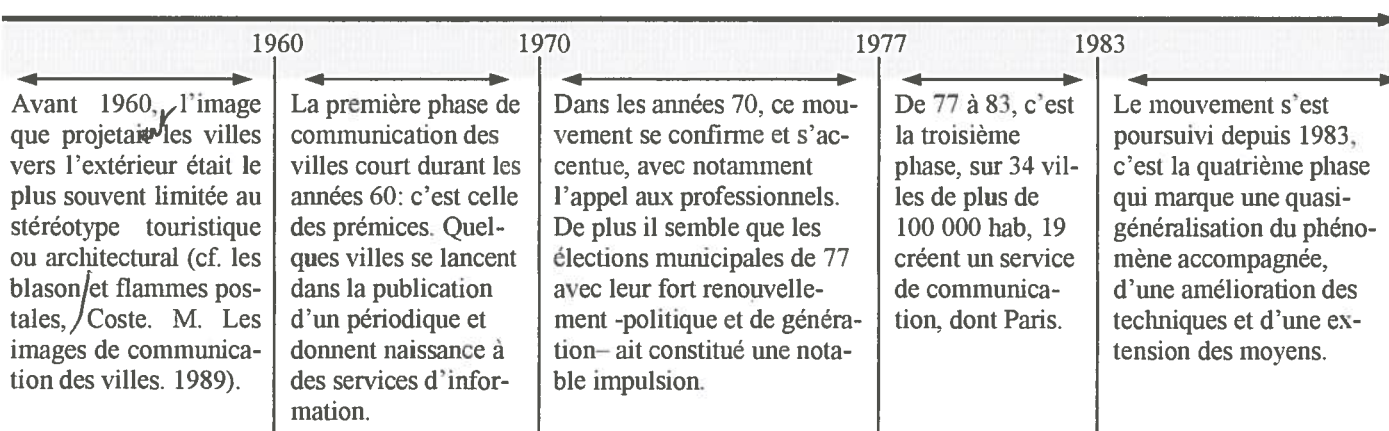 1960
1970
1977
1983
Avant 1960, l'image
que projetaient les villes
vers l'extérieur était le
plus souvent limitée au
stéréotype touristique
ou architectural (cf. les
blason et flammes pos-
tales, Coste. M. Les
images de communica-
tion des villes. 1989).
La première phase de
communication des
villes court durant les
années 60: c'est celle
des prémices. Quel-
ques villes se lancent
dans la publication
d'un périodique et
donnent naissance à
des services d'infor-
mation.
Dans les années 70, ce mou-
vement se confirme et s'ac-
centue, avec notamment
l'appel aux professionnels.
De plus il semble que les
élections municipales de 77
avec leur fort renouvelle-
ment -politique et de généra-
tion– ait constitué une nota-
ble impulsion.
De 77 à 83, c'est
la troisième
phase, sur 34 vil-
les de plus de
100 000 hab, 19
créent un service
de communica-
tion, dont Paris.
Le mouvement s'est
poursuivi depuis 1983,
c'est la quatrième phase
qui marque une quasi-
généralisation du phéno-
mène accompagnée,
d'une amélioration des
techniques et d'une ex-
tension des moyens.